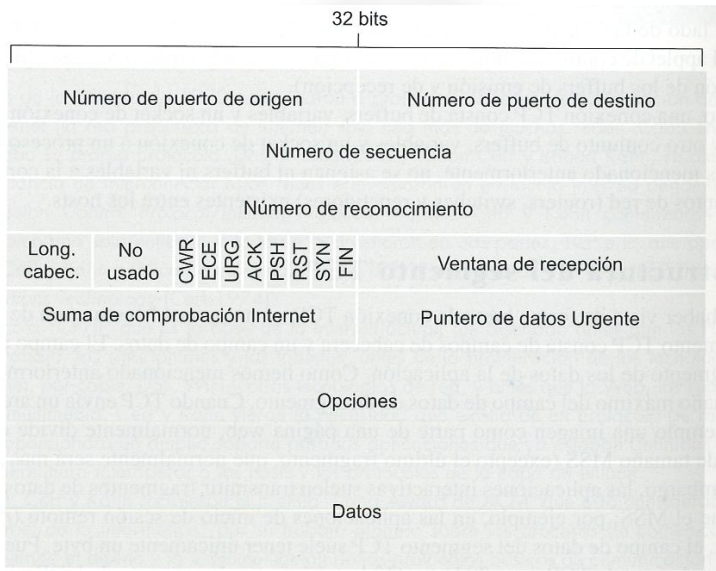 32 bits
Número de puerto de origen
Número de puerto de destino
Número de secuencia
Número de reconocimiento
Long.
cabec.
No
usado
CWR
ECE
URG
ACK
PSH
RST
SYN
FIN
Ventana de recepción
Suma de comprobación Internet
Puntero de datos Urgente
Opciones
Datos